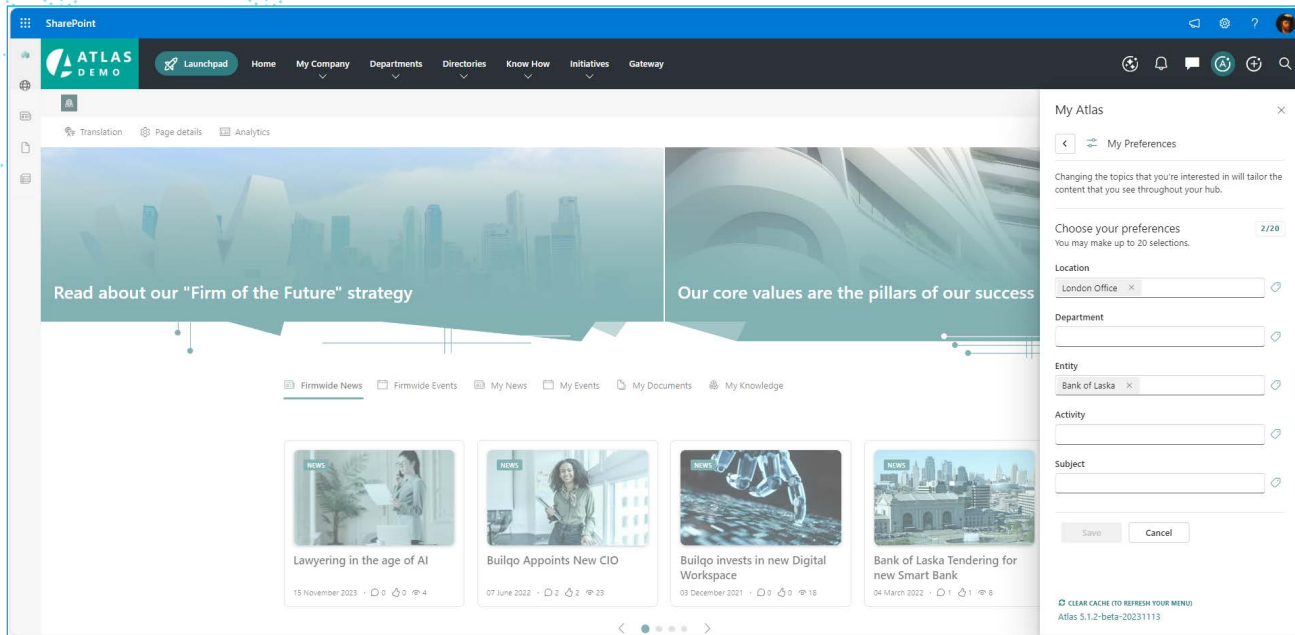 SharePoint
ATLAS
DEMO
Launchpad
Home
My Company
Departments
Directories
Know How
Initiatives
Gateway
Translation
Page details
Analytics
Read about our "Firm of the Future" strategy
Our core values are the pillars of our success
Firmwide News
Firmwide Events
My News
My Events
My Documents
My Knowledge
NEWS
Lawyering in the age of AI
15 November 2023 · 0 0 4
NEWS
Builqo Appoints New CIO
07 June 2022 · 2 2 23
NEWS
Builqo invests in new Digital
Workspace
03 December 2021 · 0 0 18
NEWS
Bank of Laska Tendering for
new Smart Bank
04 March 2022 · 1 1 8
My Atlas
My Preferences
Changing the topics that you're interested in will tailor the
content that you see throughout your hub.
Choose your preferences
2/20
You may make up to 20 selections.
Location
London Office ×
Department
Entity
Bank of Laska ×
Activity
Subject
Save
Cancel
CLEAR CACHE (TO REFRESH YOUR MENU)
Atlas 5.1.2-beta-20231113